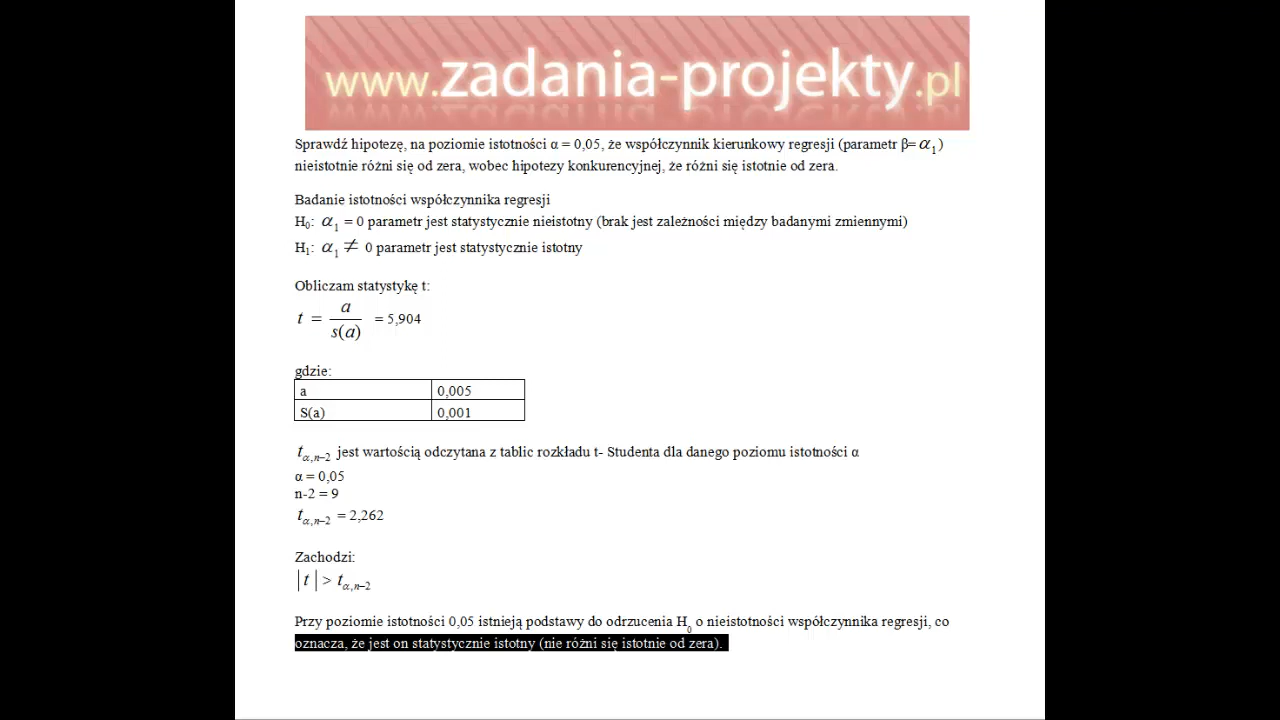 www.zadania-projekty.pl
Sprawdź hipotezę, na poziomie istotności α = 0,05, że współczynnik kierunkowy regresji (parametr β= α₁)
nieistotnie różni się od zera, wobec hipotezy konkurencyjnej, że różni się istotnie od zera.
Badanie istotności współczynnika regresji
H₀: α₁ = 0 parametr jest statystycznie nieistotny (brak jest zależności między badanymi zmiennymi)
H₁: α₁ ≠ 0 parametr jest statystycznie istotny
Obliczam statystykę t:
t = a / s(a) = 5,904
gdzie:
a 0,005
S(a) 0,001
t α,n−2 jest wartością odczytana z tablic rozkładu t- Studenta dla danego poziomu istotności α
α = 0,05
n-2 = 9
t α,n−2 = 2,262
Zachodzi:
|t| > t α,n−2
Przy poziomie istotności 0,05 istnieją podstawy do odrzucenia H₀ o nieistotności współczynnika regresji, co
oznacza, że jest on statystycznie istotny (nie różni się istotnie od zera).